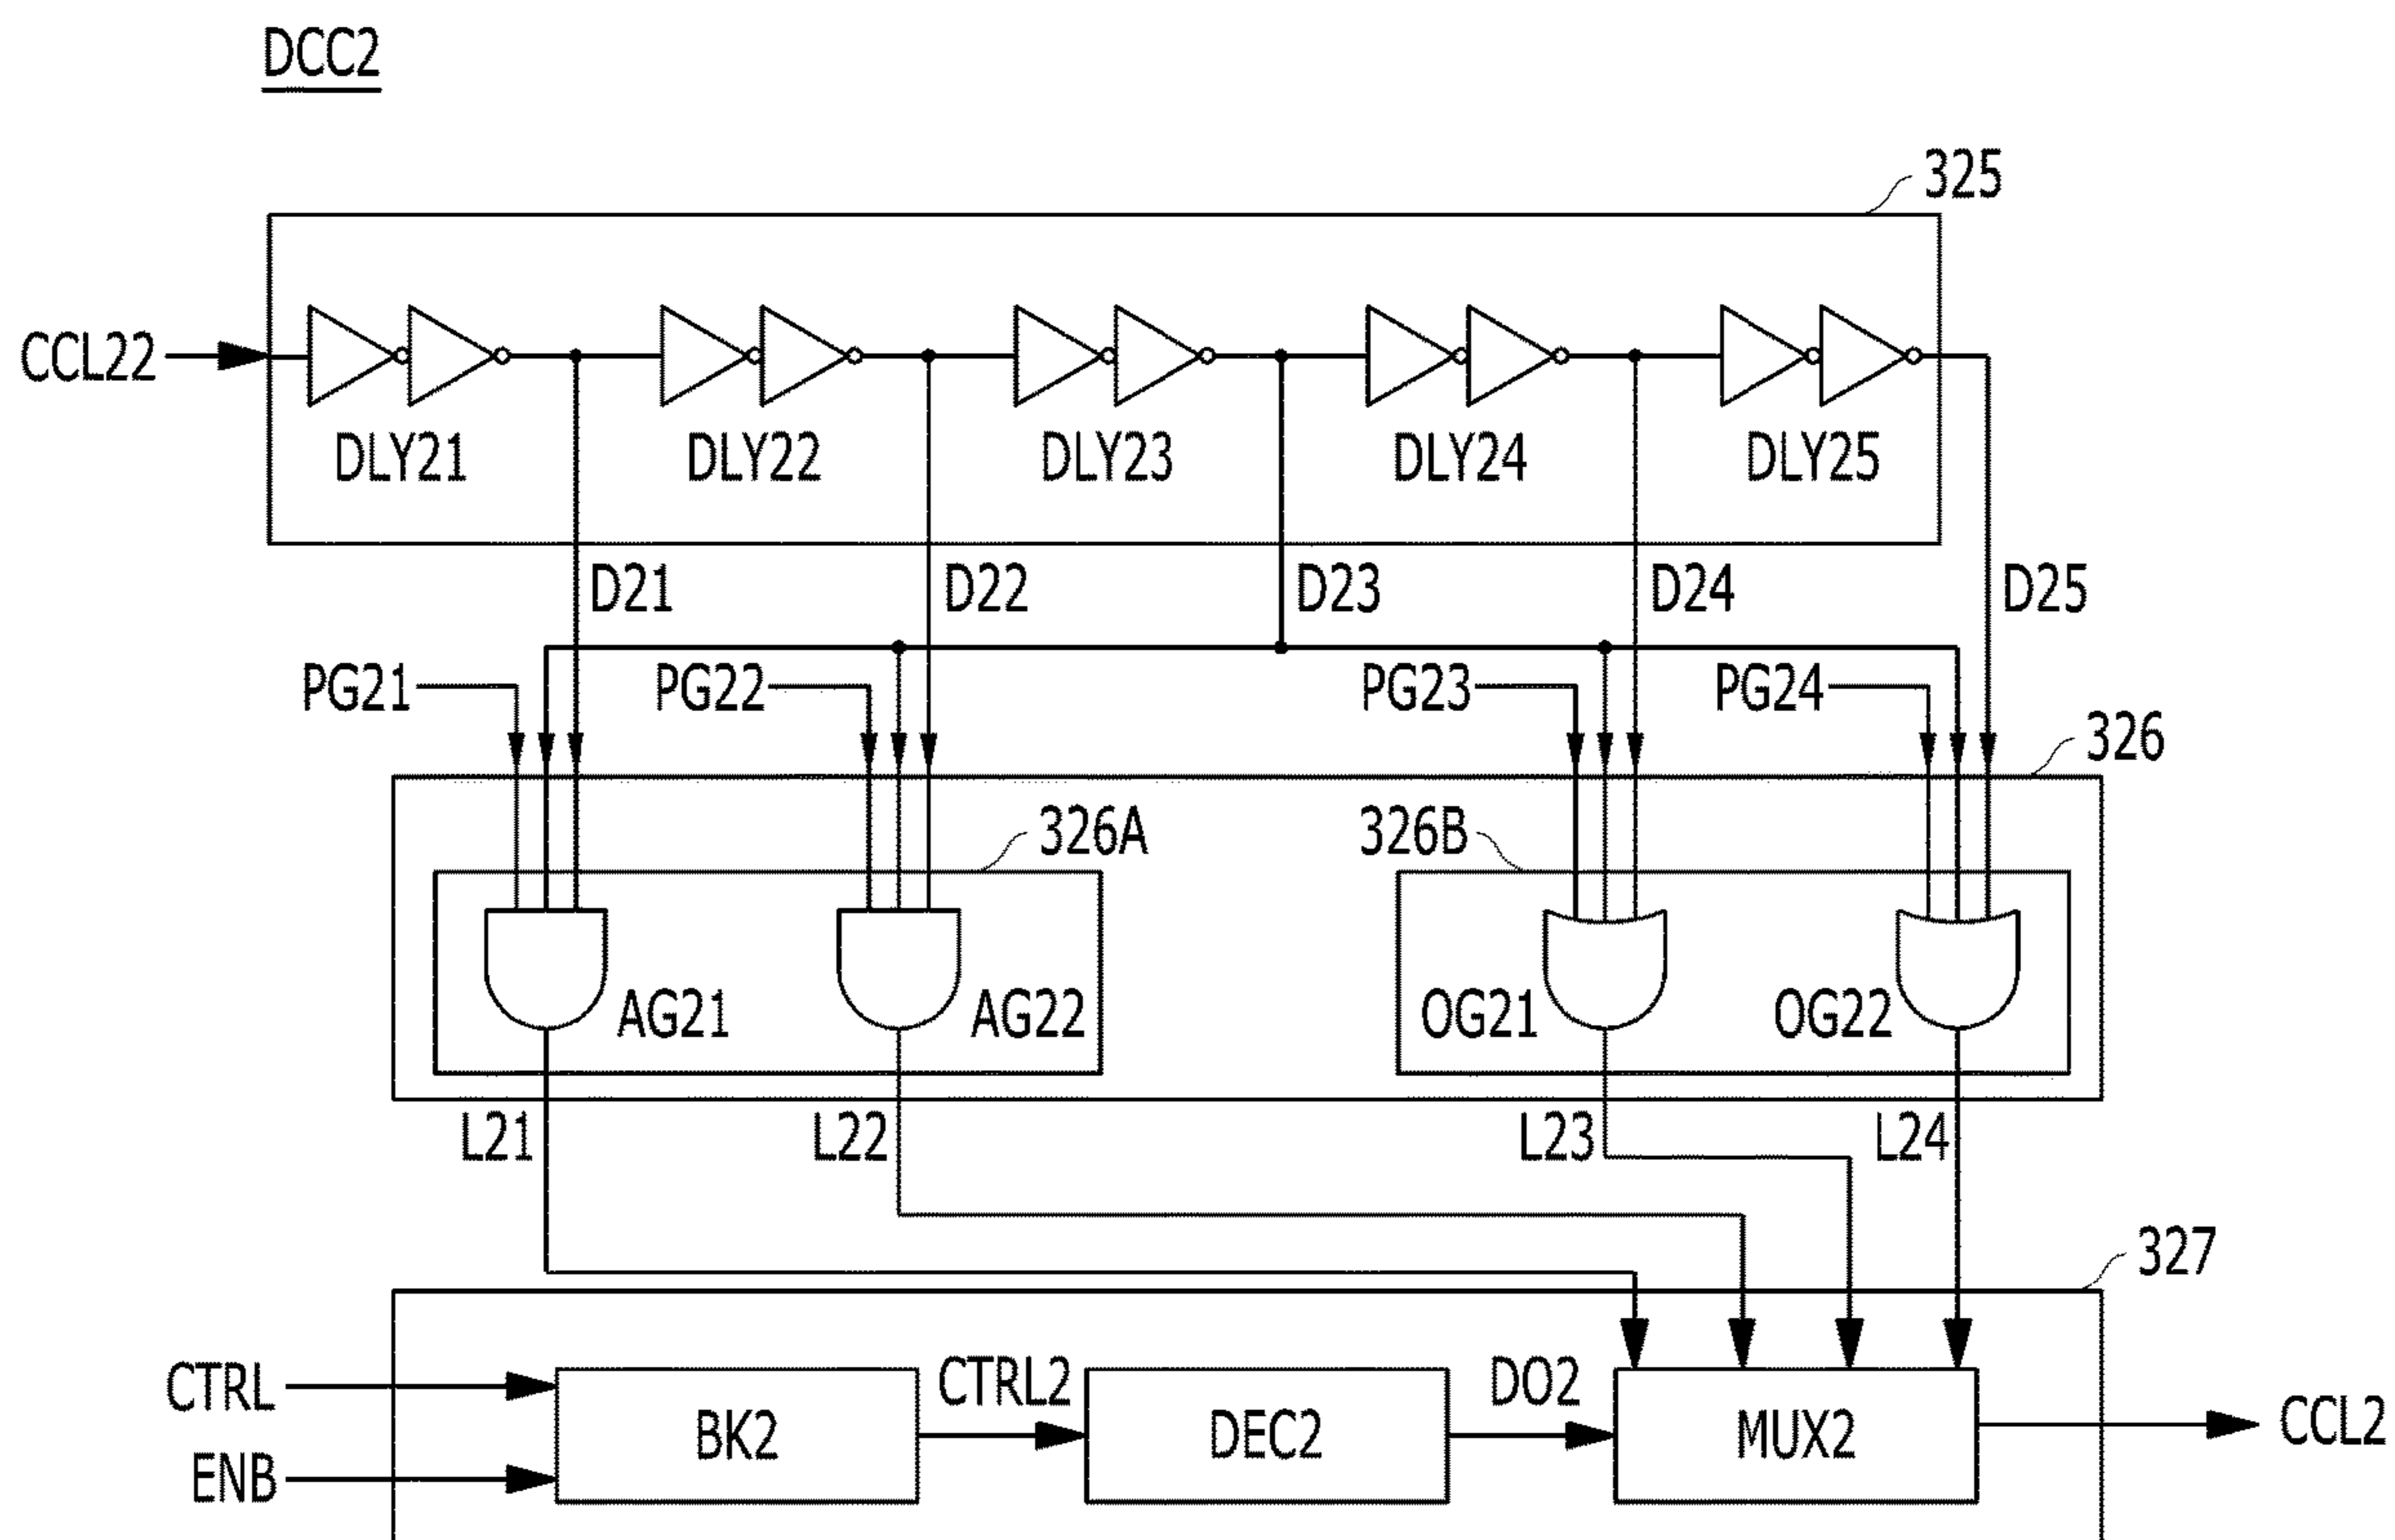 DCC2
325
CCL22
DLY21
DLY22
DLY23
DLY24
DLY25
D21
D22
D23
D24
D25
PG21
PG22
PG23
PG24
326
326A
326B
AG21
AG22
OG21
OG22
L21
L22
L23
L24
327
CTRL
ENB
BK2
CTRL2
DEC2
DO2
MUX2
CCL2